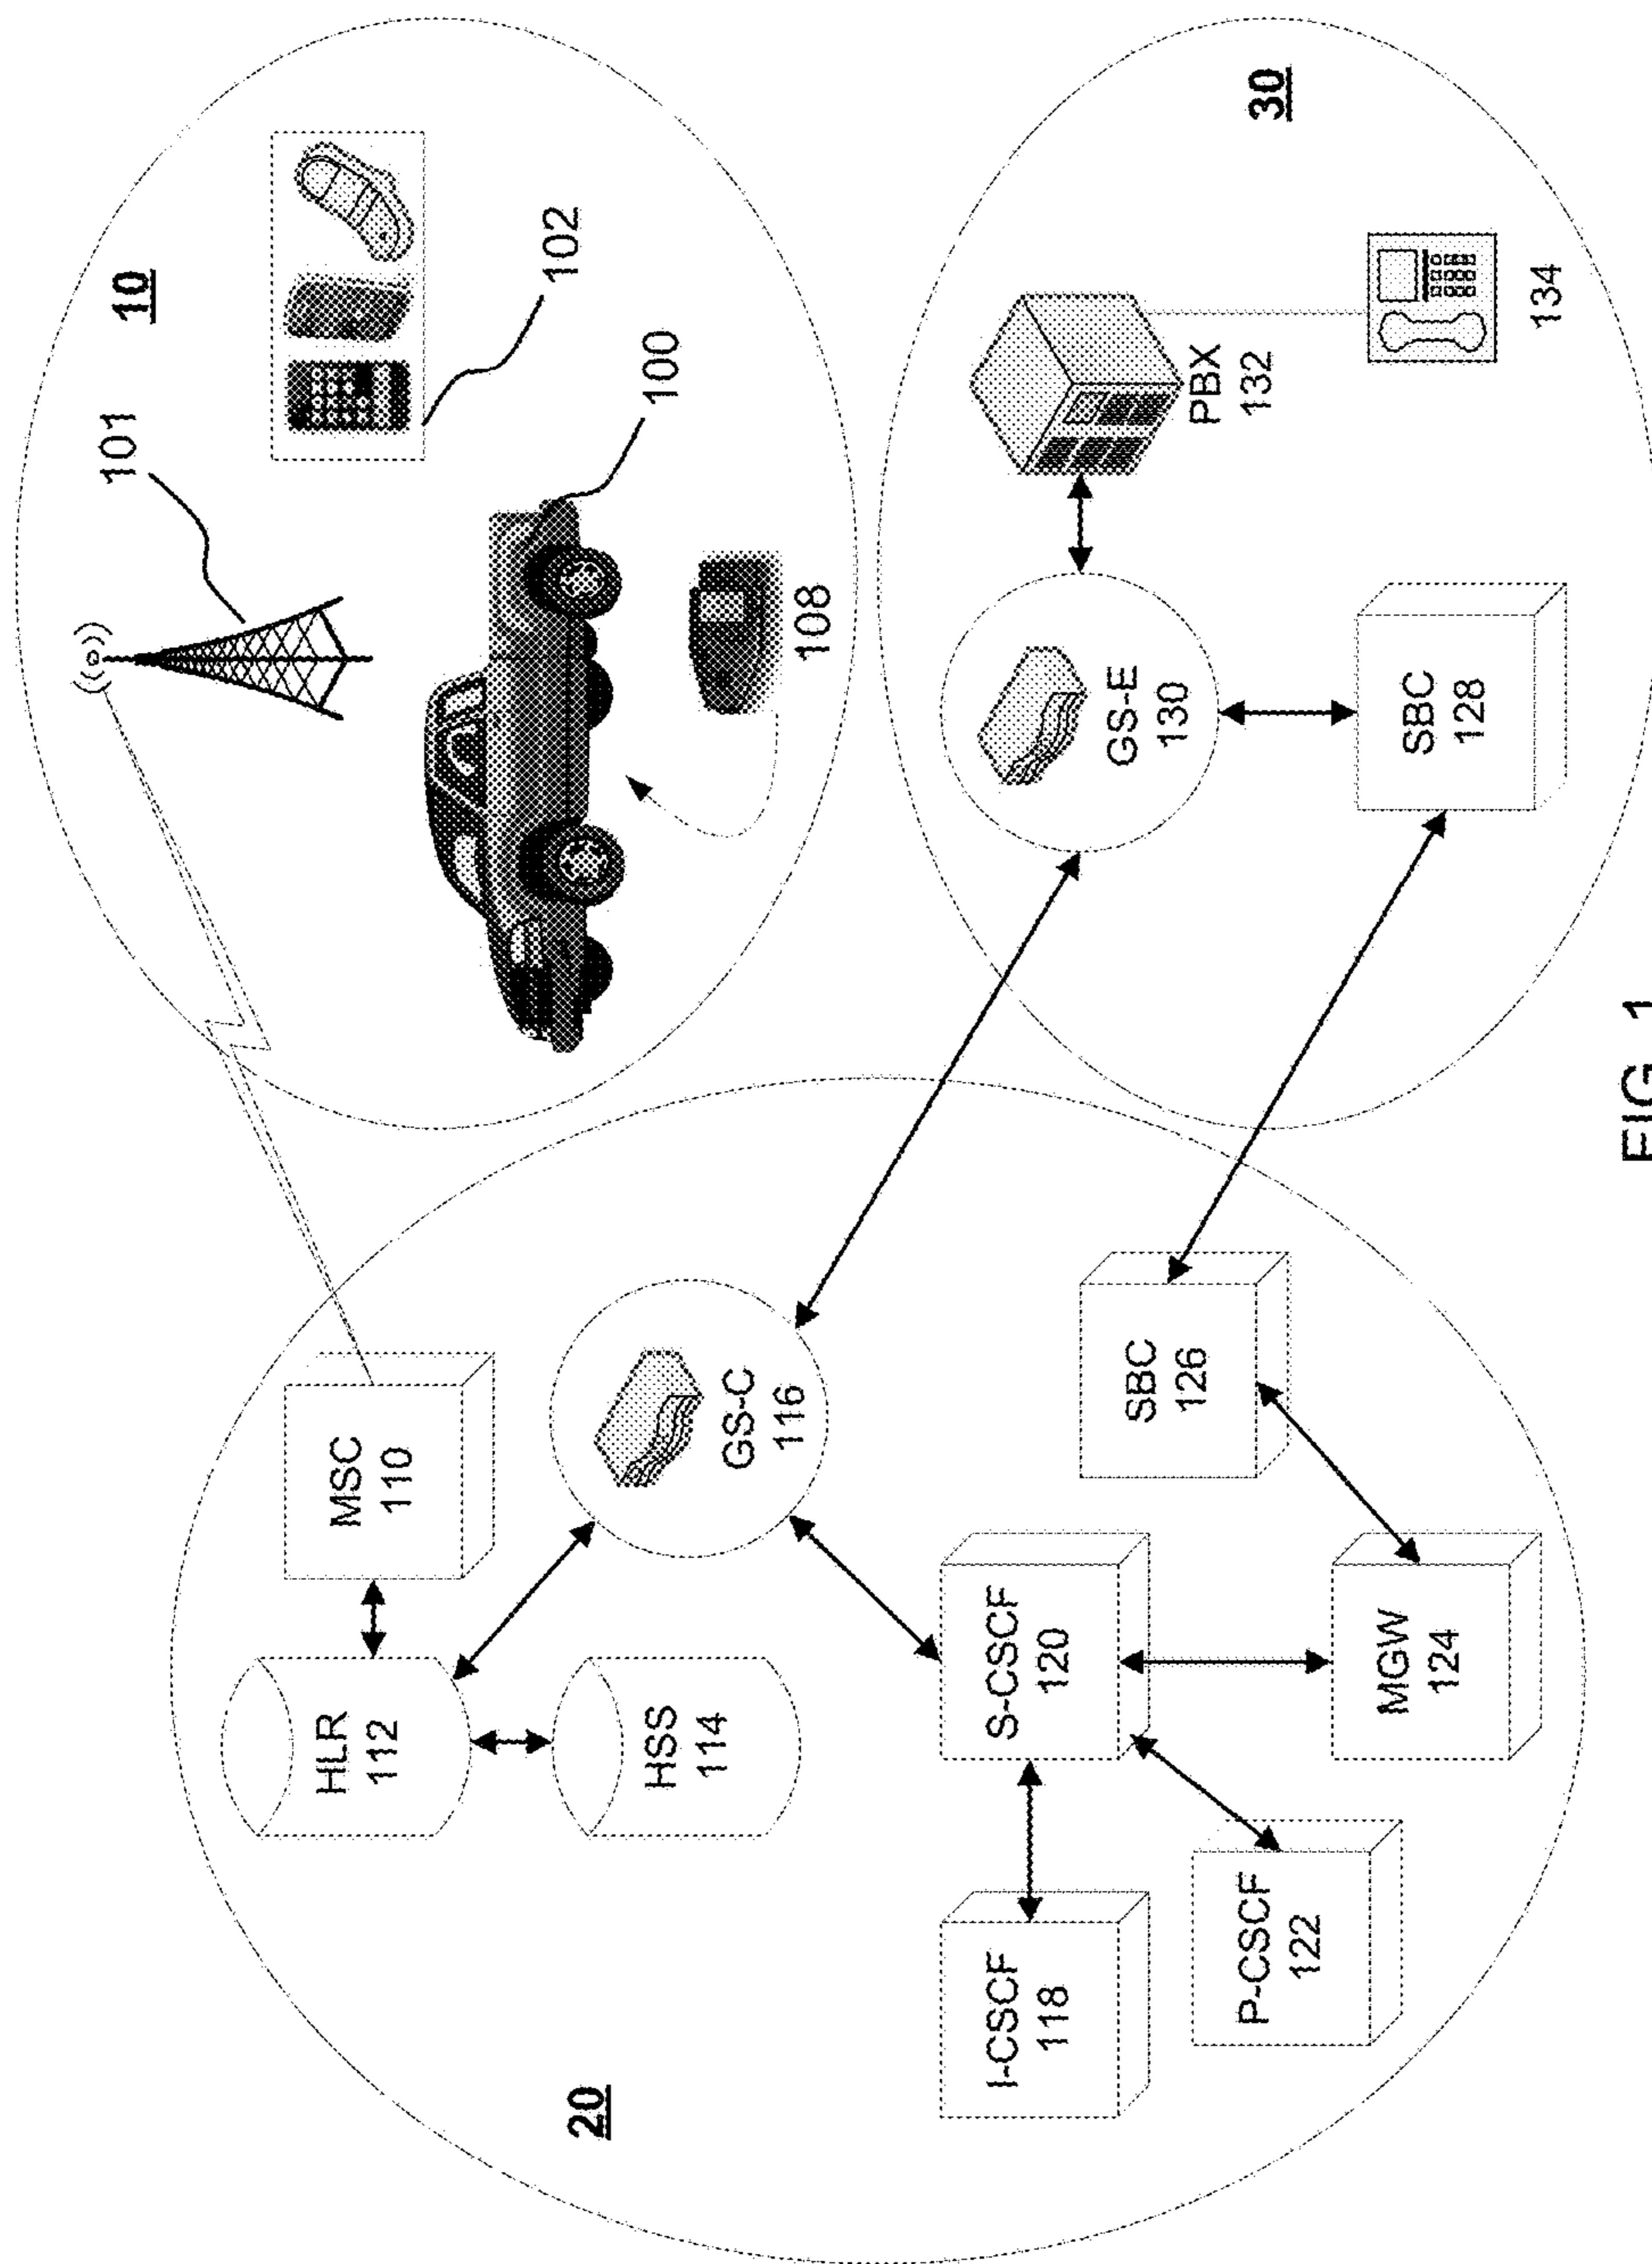 10
101
102
100
108
20
MSC
110
HLR
112
HSS
114
GS-C
116
I-CSCF
118
S-CSCF
120
P-CSCF
122
MGW
124
SBC
126
30
GS-E
130
PBX
132
134
SBC
128
FIG. 1